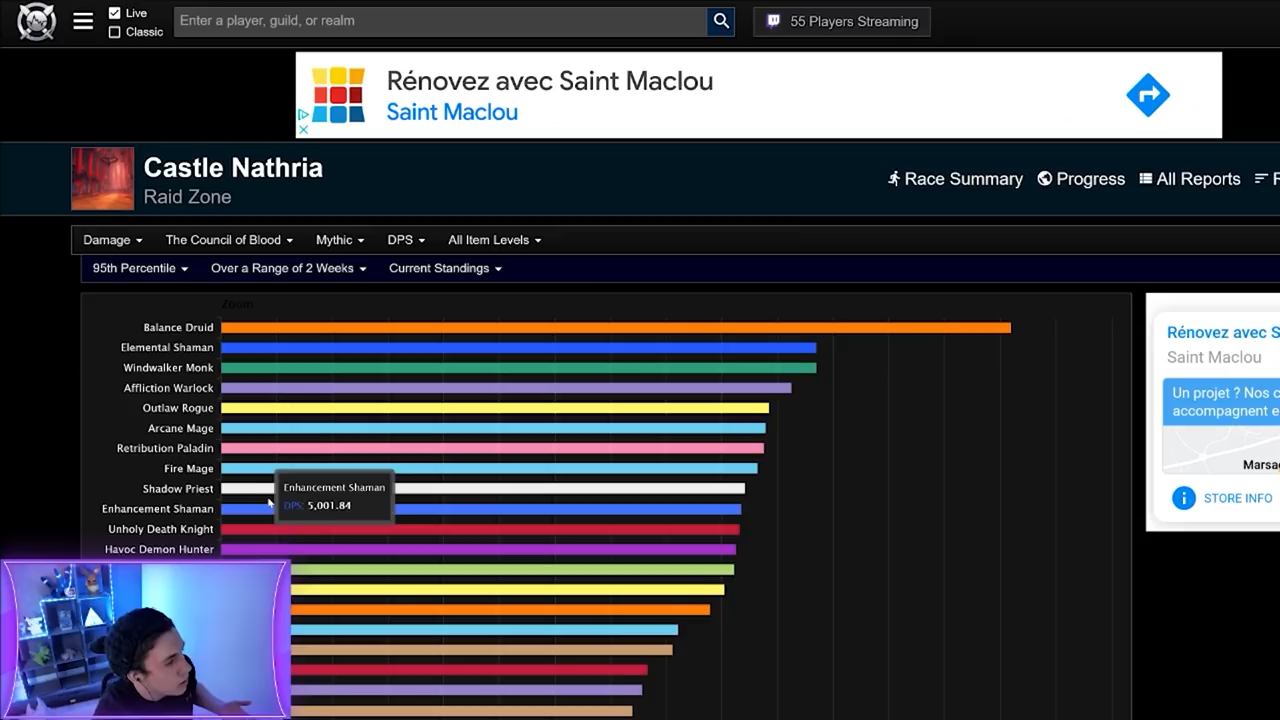 Live
Classic
Enter a player, guild, or realm
55 Players Streaming
Rénovez avec Saint Maclou
Saint Maclou
Castle Nathria
Raid Zone
Race Summary
Progress
All Reports
Damage
The Council of Blood
Mythic
DPS
All Item Levels
95th Percentile
Over a Range of 2 Weeks
Current Standings
Zoom
Balance Druid
Elemental Shaman
Windwalker Monk
Affliction Warlock
Outlaw Rogue
Arcane Mage
Retribution Paladin
Fire Mage
Shadow Priest
Enhancement Shaman
Unholy Death Knight
Havoc Demon Hunter
Enhancement Shaman
DPS: 5,001.84
Rénovez avec S
Saint Maclou
Un projet ? Nos c
accompagnent e
Marsa
STORE INFO